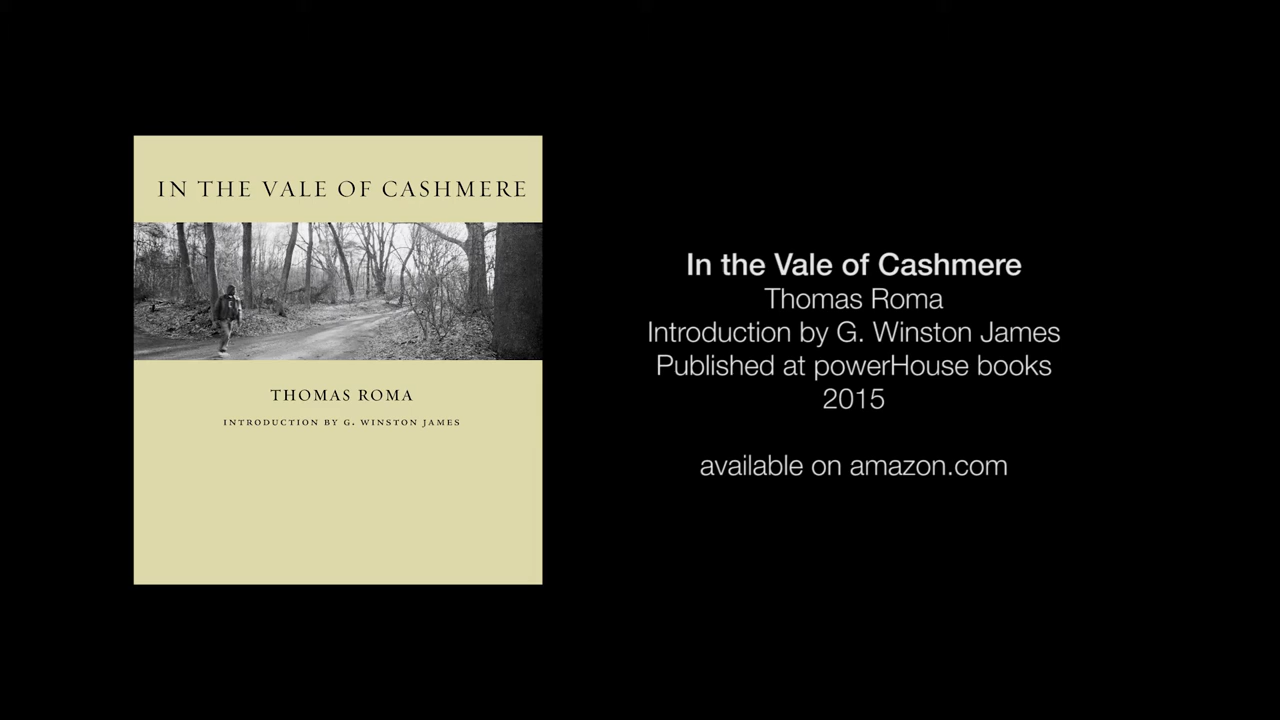 IN THE VALE OF CASHMERE
THOMAS ROMA
INTRODUCTION BY G. WINSTON JAMES
In the Vale of Cashmere
Thomas Roma
Introduction by G. Winston James
Published at powerHouse books
2015
available on amazon.com